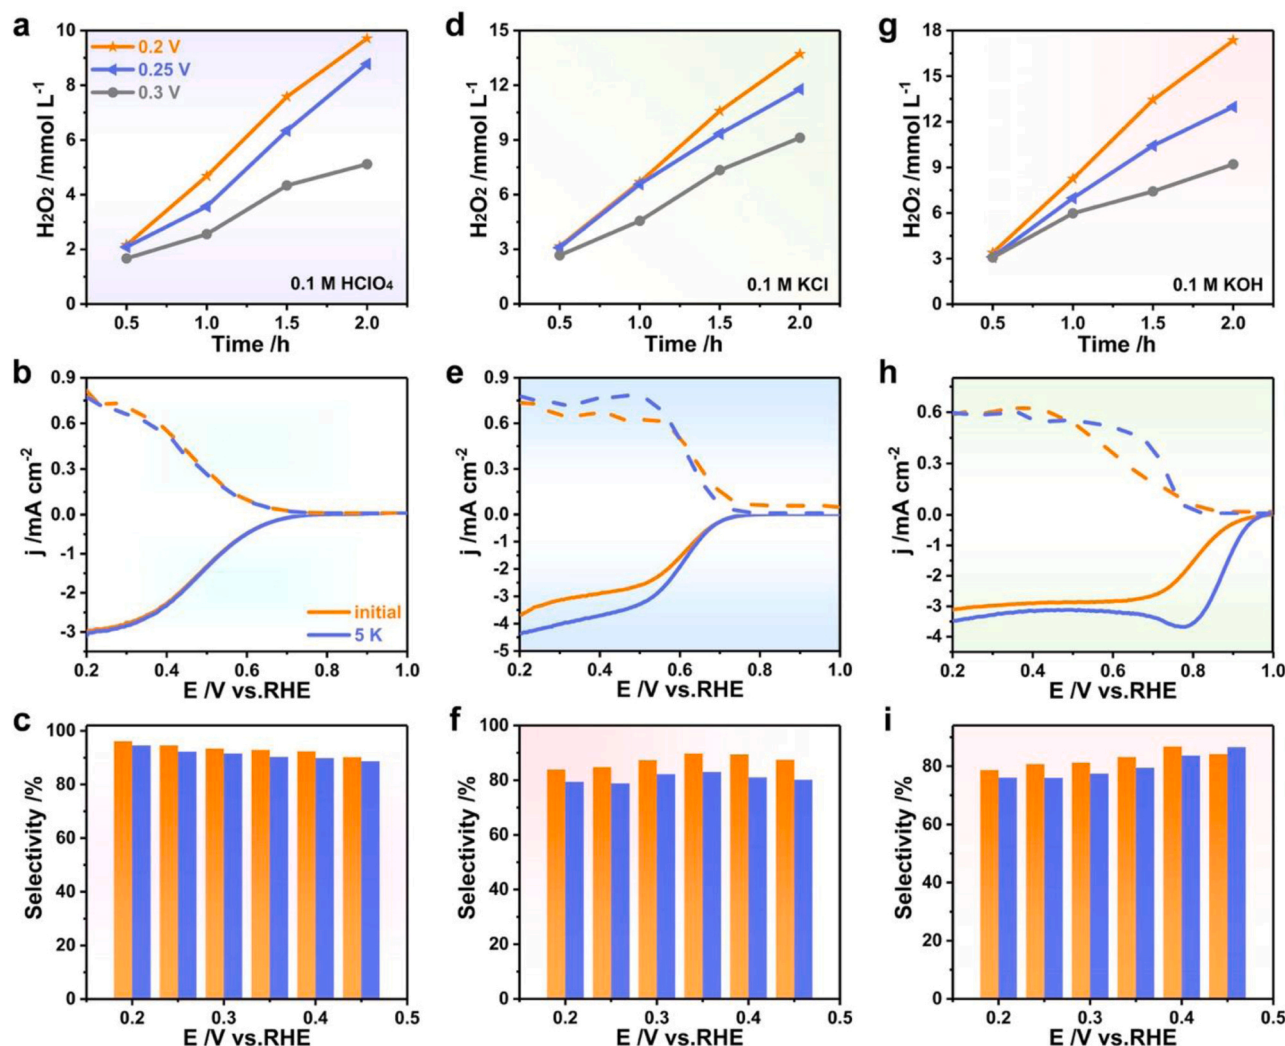 a
10
8
6
4
2
0
H₂O₂ /mmol L⁻¹
0.2 V
0.25 V
0.3 V
0.1 M HClO₄
0.5 1.0 1.5 2.0
Time /h
d
15
12
9
6
3
0
H₂O₂ /mmol L⁻¹
0.1 M KCl
0.5 1.0 1.5 2.0
Time /h
g
18
15
12
9
6
3
0
H₂O₂ /mmol L⁻¹
0.1 M KOH
0.5 1.0 1.5 2.0
Time /h
b
0.9
0.6
0.3
0.0
-1
-2
-3
j /mA cm⁻²
initial
5 K
0.2 0.4 0.6 0.8 1.0
E /V vs.RHE
e
0.9
0.8
0.5
0.3
0.2
0.0
-1
-2
-3
-4
-5
j /mA cm⁻²
0.2 0.4 0.6 0.8 1.0
E /V vs.RHE
h
0.6
0.3
0.0
-1
-2
-3
-4
j /mA cm⁻²
0.2 0.4 0.6 0.8 1.0
E /V vs.RHE
c
100
80
60
40
20
0
Selectivity /%
0.2 0.3 0.4 0.5
E /V vs.RHE
f
100
80
60
40
20
0
Selectivity /%
0.2 0.3 0.4 0.5
E /V vs.RHE
i
80
60
40
20
0
Selectivity /%
0.2 0.3 0.4 0.5
E /V vs.RHE